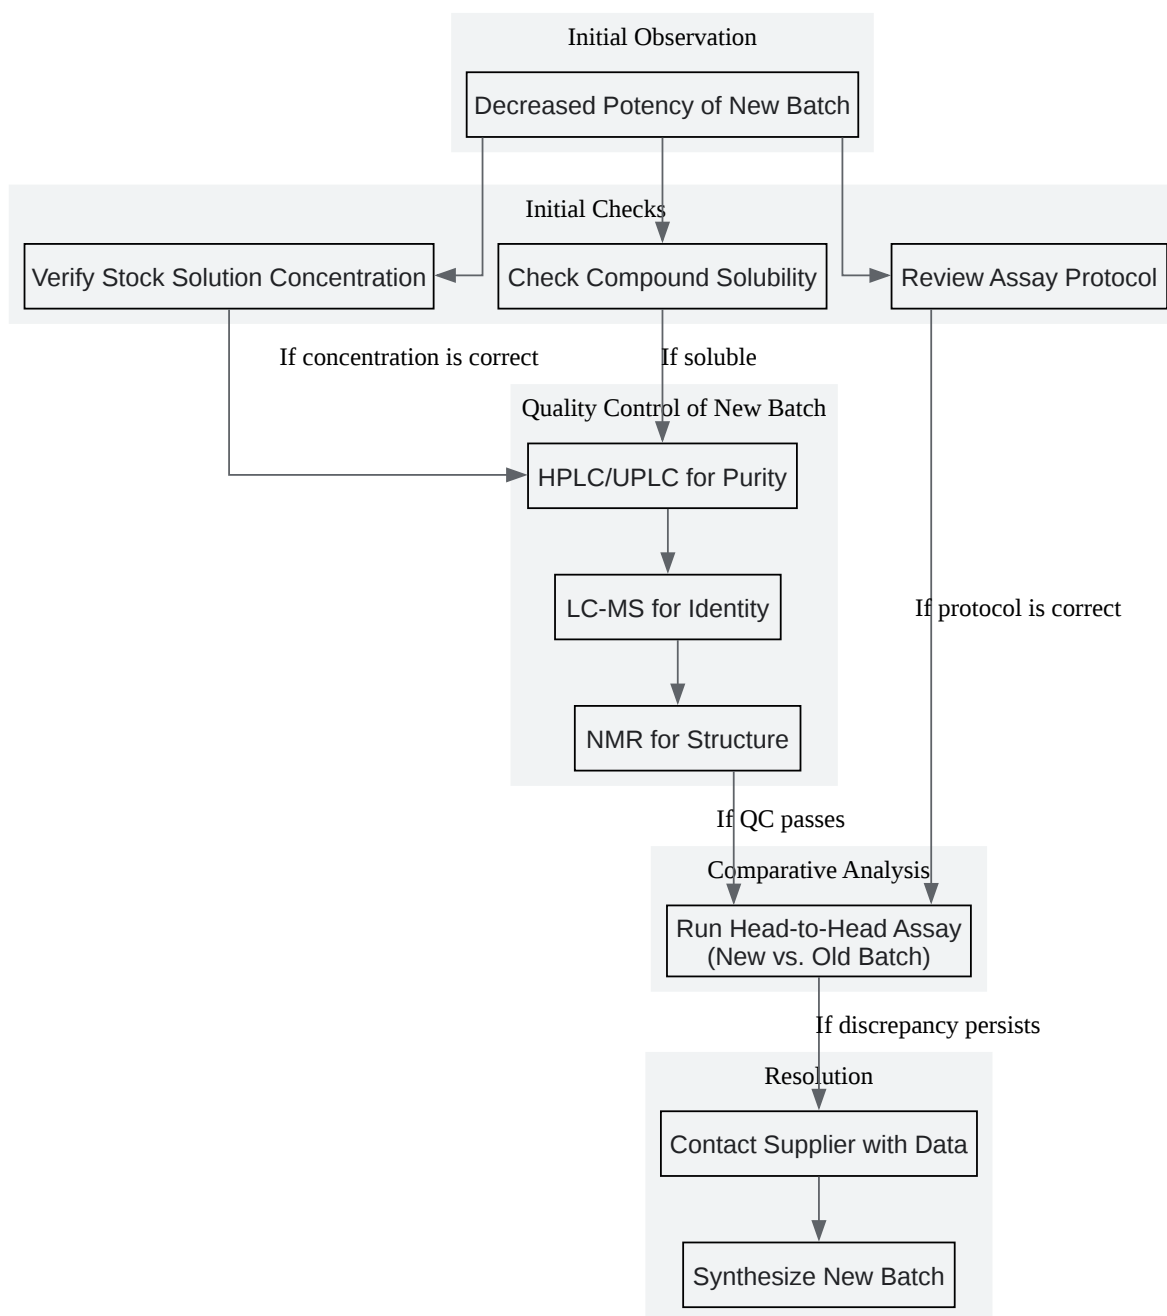 Initial Observation
Decreased Potency of New Batch
Initial Checks
Verify Stock Solution Concentration
Check Compound Solubility
Review Assay Protocol
If concentration is correct
If soluble
Quality Control of New Batch
HPLC/UPLC for Purity
LC-MS for Identity
If protocol is correct
NMR for Structure
If QC passes
Comparative Analysis
Run Head-to-Head Assay
(New vs. Old Batch)
If discrepancy persists
Resolution
Contact Supplier with Data
Synthesize New Batch